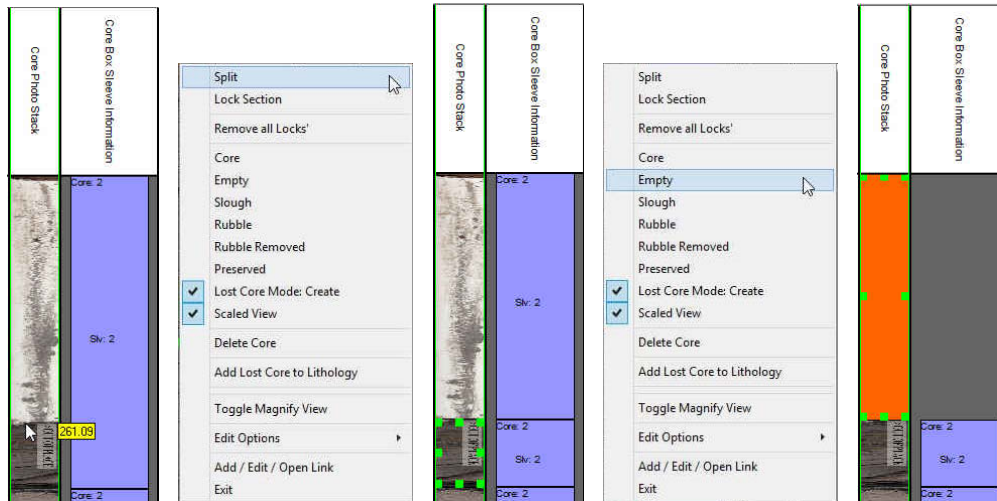 Core Photo Stack
Core Box Sleeve Information
Core: 2
Slv: 2
261.09
Core: 2
Split
Lock Section
Remove all Locks'
Core
Empty
Slough
Rubble
Rubble Removed
Preserved
Lost Core Mode: Create
Scaled View
Delete Core
Add Lost Core to Lithology
Toggle Magnify View
Edit Options
Add / Edit / Open Link
Exit
Core Photo Stack
Core Box Sleeve Information
Core: 2
Slv: 2
Core: 2
Slv: 2
Core: 2
Split
Lock Section
Remove all Locks'
Core
Empty
Slough
Rubble
Rubble Removed
Preserved
Lost Core Mode: Create
Scaled View
Delete Core
Add Lost Core to Lithology
Toggle Magnify View
Edit Options
Add / Edit / Open Link
Exit
Core Photo Stack
Core Box Sleeve Information
Core: 2
Slv: 2
Core: 2